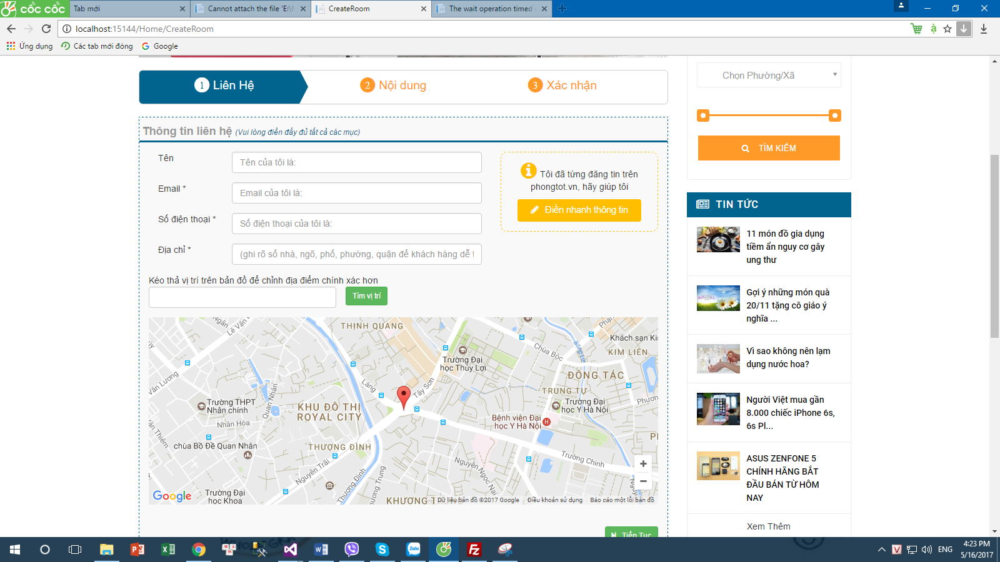 cốc cốc
Tab mới
Cannot attach the file 'E:\
CreateRoom
The wait operation timed
localhost:15144/Home/CreateRoom
Ứng dụng
Các tab mới đóng
Google
1 Liên Hệ
2 Nội dung
3 Xác nhận
Thông tin liên hệ (Vui lòng điền đầy đủ tất cả các mục)
Tên
Tên của tôi là:
Email *
Email của tôi là:
Số điện thoại *
Số điện thoại của tôi là:
Địa chỉ *
(ghi rõ số nhà, ngõ, phố, phường, quận để khách hàng dễ
Tôi đã từng đăng tin trên
phongtot.vn, hãy giúp tôi
Điền nhanh thông tin
Kéo thả vị trí trên bản đồ để chỉnh địa điểm chính xác hơn
Tìm vị trí
THỊNH QUANG
Lê Văn
Chùa Bộc
Khách sạn Kim
KIM LIÊN
Trường Đại
học Thủy Lợi
ĐỐNG TÁC
TRUNG TỰ
Văn Lương
Láng
Tây Sơn
Phươn
Quan Nhân
Trường THPT
Nhân chính
Nhân Hòa
KHU ĐÔ THỊ
ROYAL CITY
Trường Đại
học Y Hà Nội
Bệnh viện Đại
học Y Hà Nội
H
Văn Thiêm
chùa Bồ Đề Quan Nhân
THƯỢNG ĐÌNH
Trường Chinh
Nguyễn Trãi
Thượng Đình
Nguyễn Ngọc Nại
Trường Đại
học Khoa
KHƯƠNG
Google
Dữ liệu bản đồ ©2017 Google
Điều khoản sử dụng
Báo cáo một lỗi bản đồ
Tiếp Tục
Chọn Phường/Xã
TÌM KIẾM
TIN TỨC
11 món đồ gia dụng
tiềm ẩn nguy cơ gây
ung thư
Gợi ý những món quà
20/11 tặng cô giáo ý
nghĩa ...
Vì sao không nên lạm
dụng nước hoa?
Người Việt mua gần
8.000 chiếc iPhone 6s,
6s Pl...
ASUS ZENFONE 5
CHÍNH HÃNG BẮT
ĐẦU BÁN TỪ HÔM
NAY
Xem Thêm
ENG
4:23 PM
5/16/2017